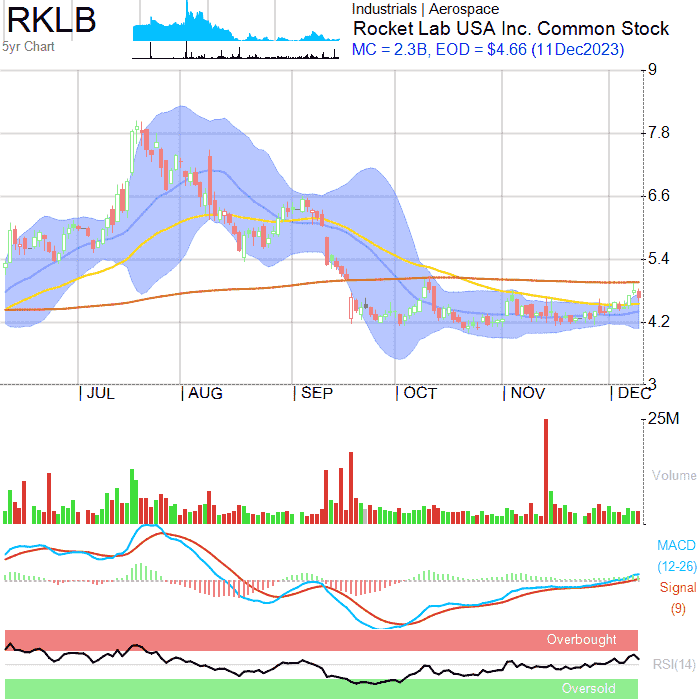 RKLB
5yr Chart
Industrials | Aerospace
Rocket Lab USA Inc. Common Stock
MC = 2.3B, EOD = $4.66 (11Dec2023)
9
7.8
6.6
5.4
4.2
3
JUL
AUG
SEP
OCT
NOV
DEC
25M
Volume
MACD
(12-26)
Signal
(9)
Overbought
RSI(14)
Oversold